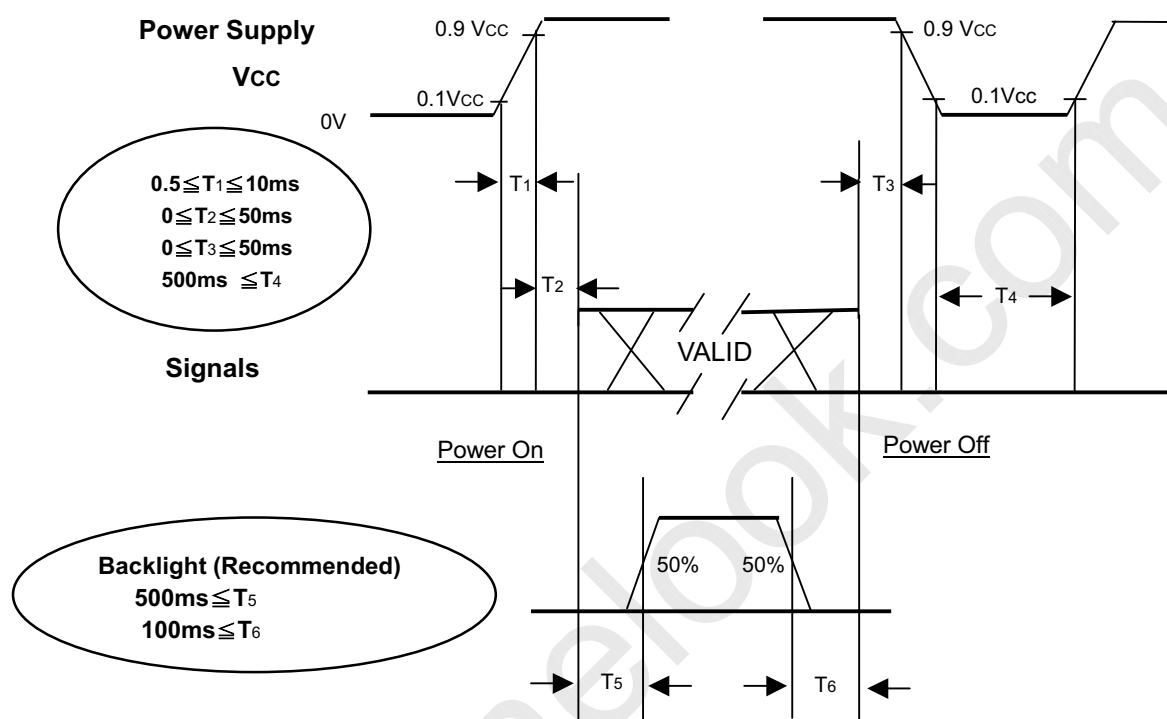 Power Supply
VCC
0.9 VCC
0.9 VCC
0.1VCC
0.1Vcc
0V
0.5≦T1≦10ms
0≦T2≦50ms
0≦T3≦50ms
500ms ≦T4
T1
T3
T2
T4
VALID
Signals
Power On
Power Off
Backlight (Recommended)
500ms≦T5
100ms≦T6
50%
50%
T5
T6
elook.com